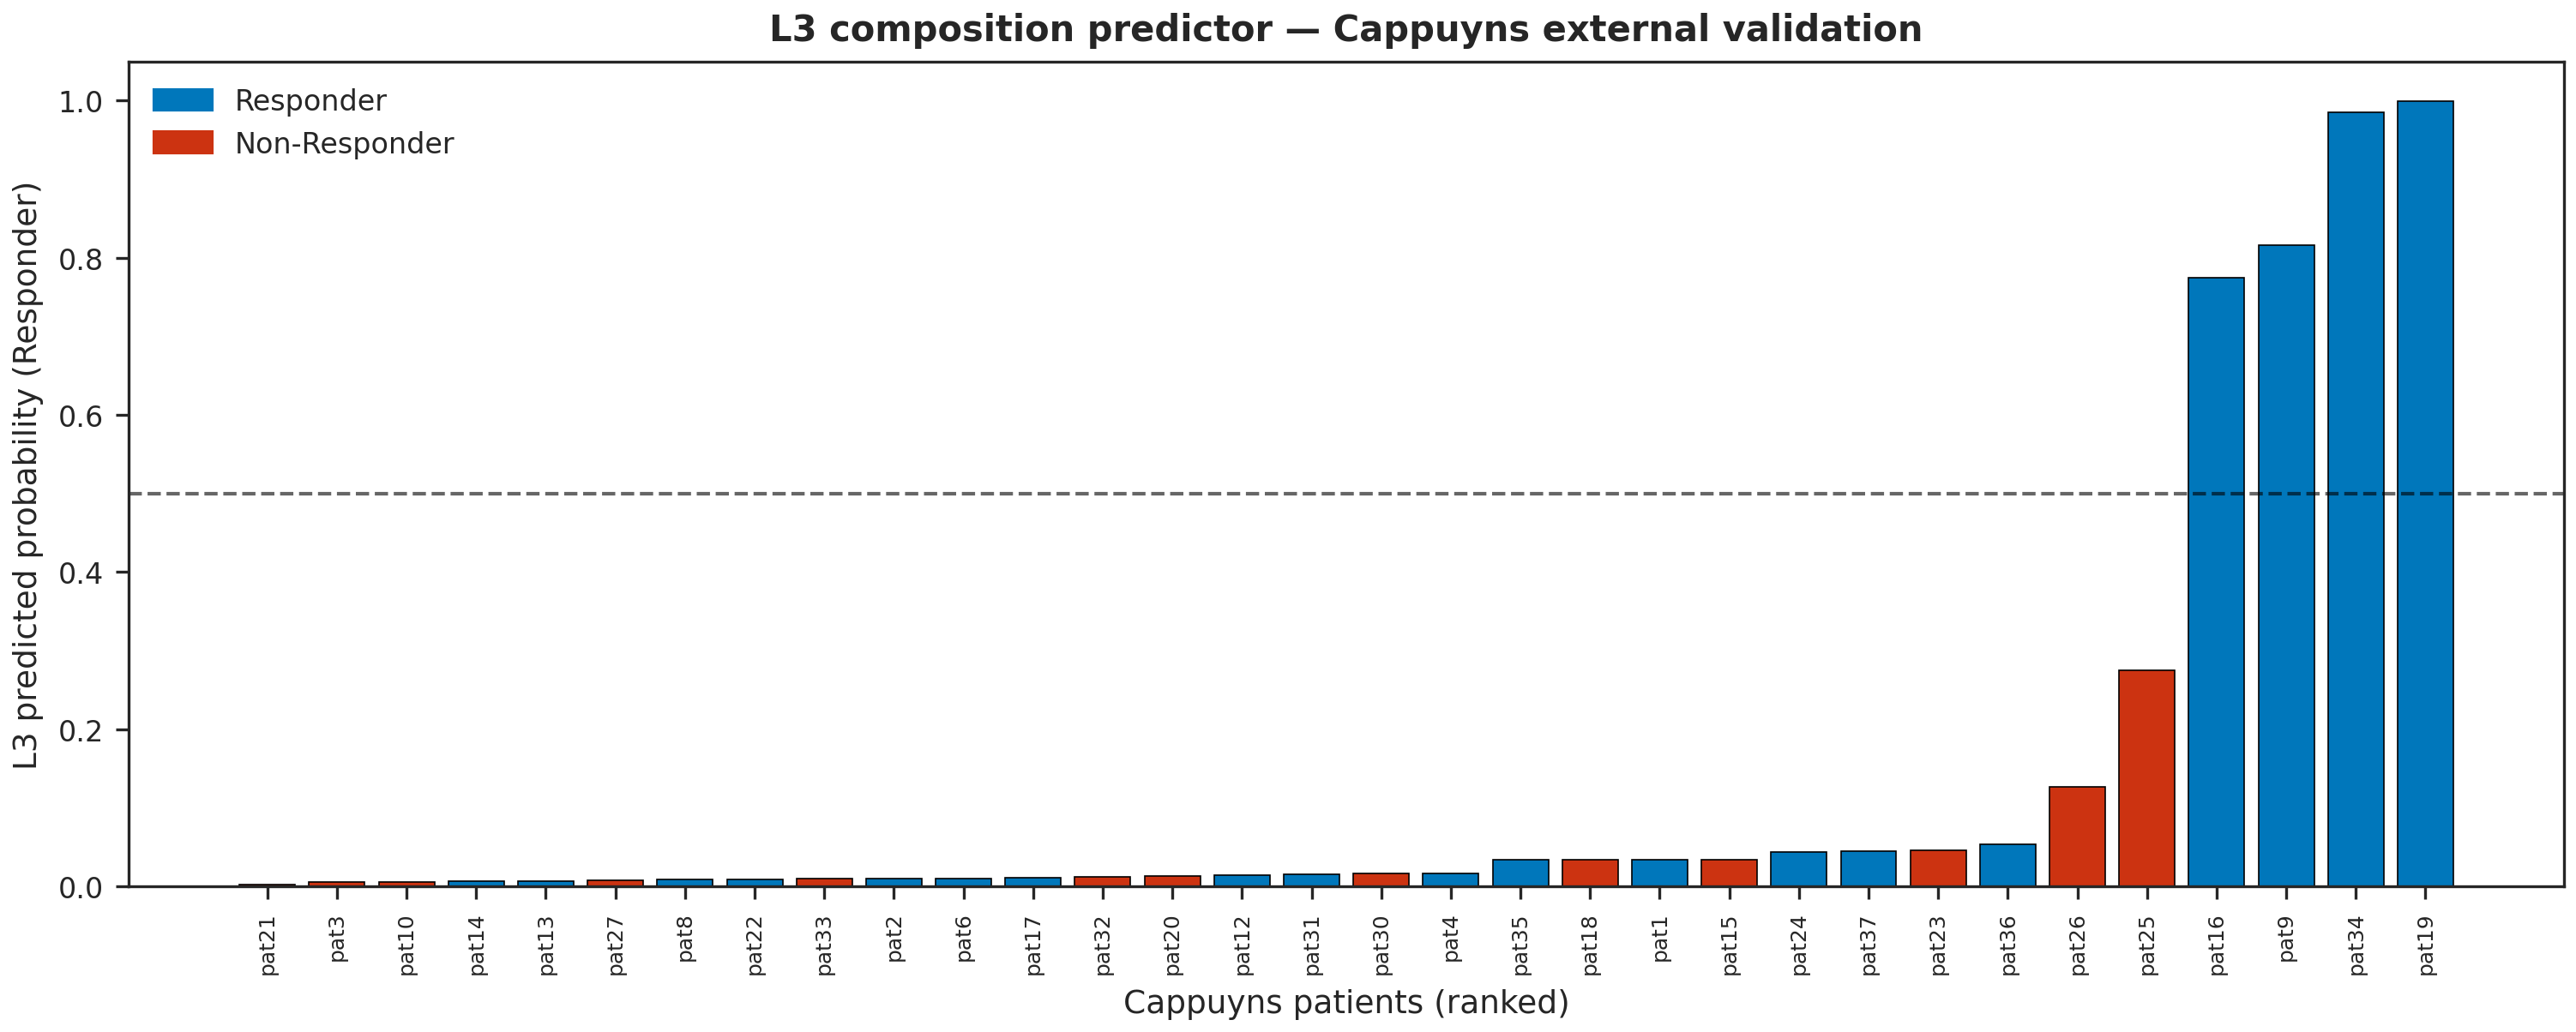 L3 composition predictor — Cappuyns external validation
Responder
Non-Responder
L3 predicted probability (Responder)
1.0
0.8
0.6
0.4
0.2
0.0
pat21
pat3
pat10
pat14
pat13
pat27
pat8
pat22
pat33
pat2
pat6
pat17
pat32
pat20
pat12
pat31
pat30
pat4
pat35
pat18
pat1
pat15
pat24
pat37
pat23
pat36
pat26
pat25
pat16
pat9
pat34
pat19
Cappuyns patients (ranked)